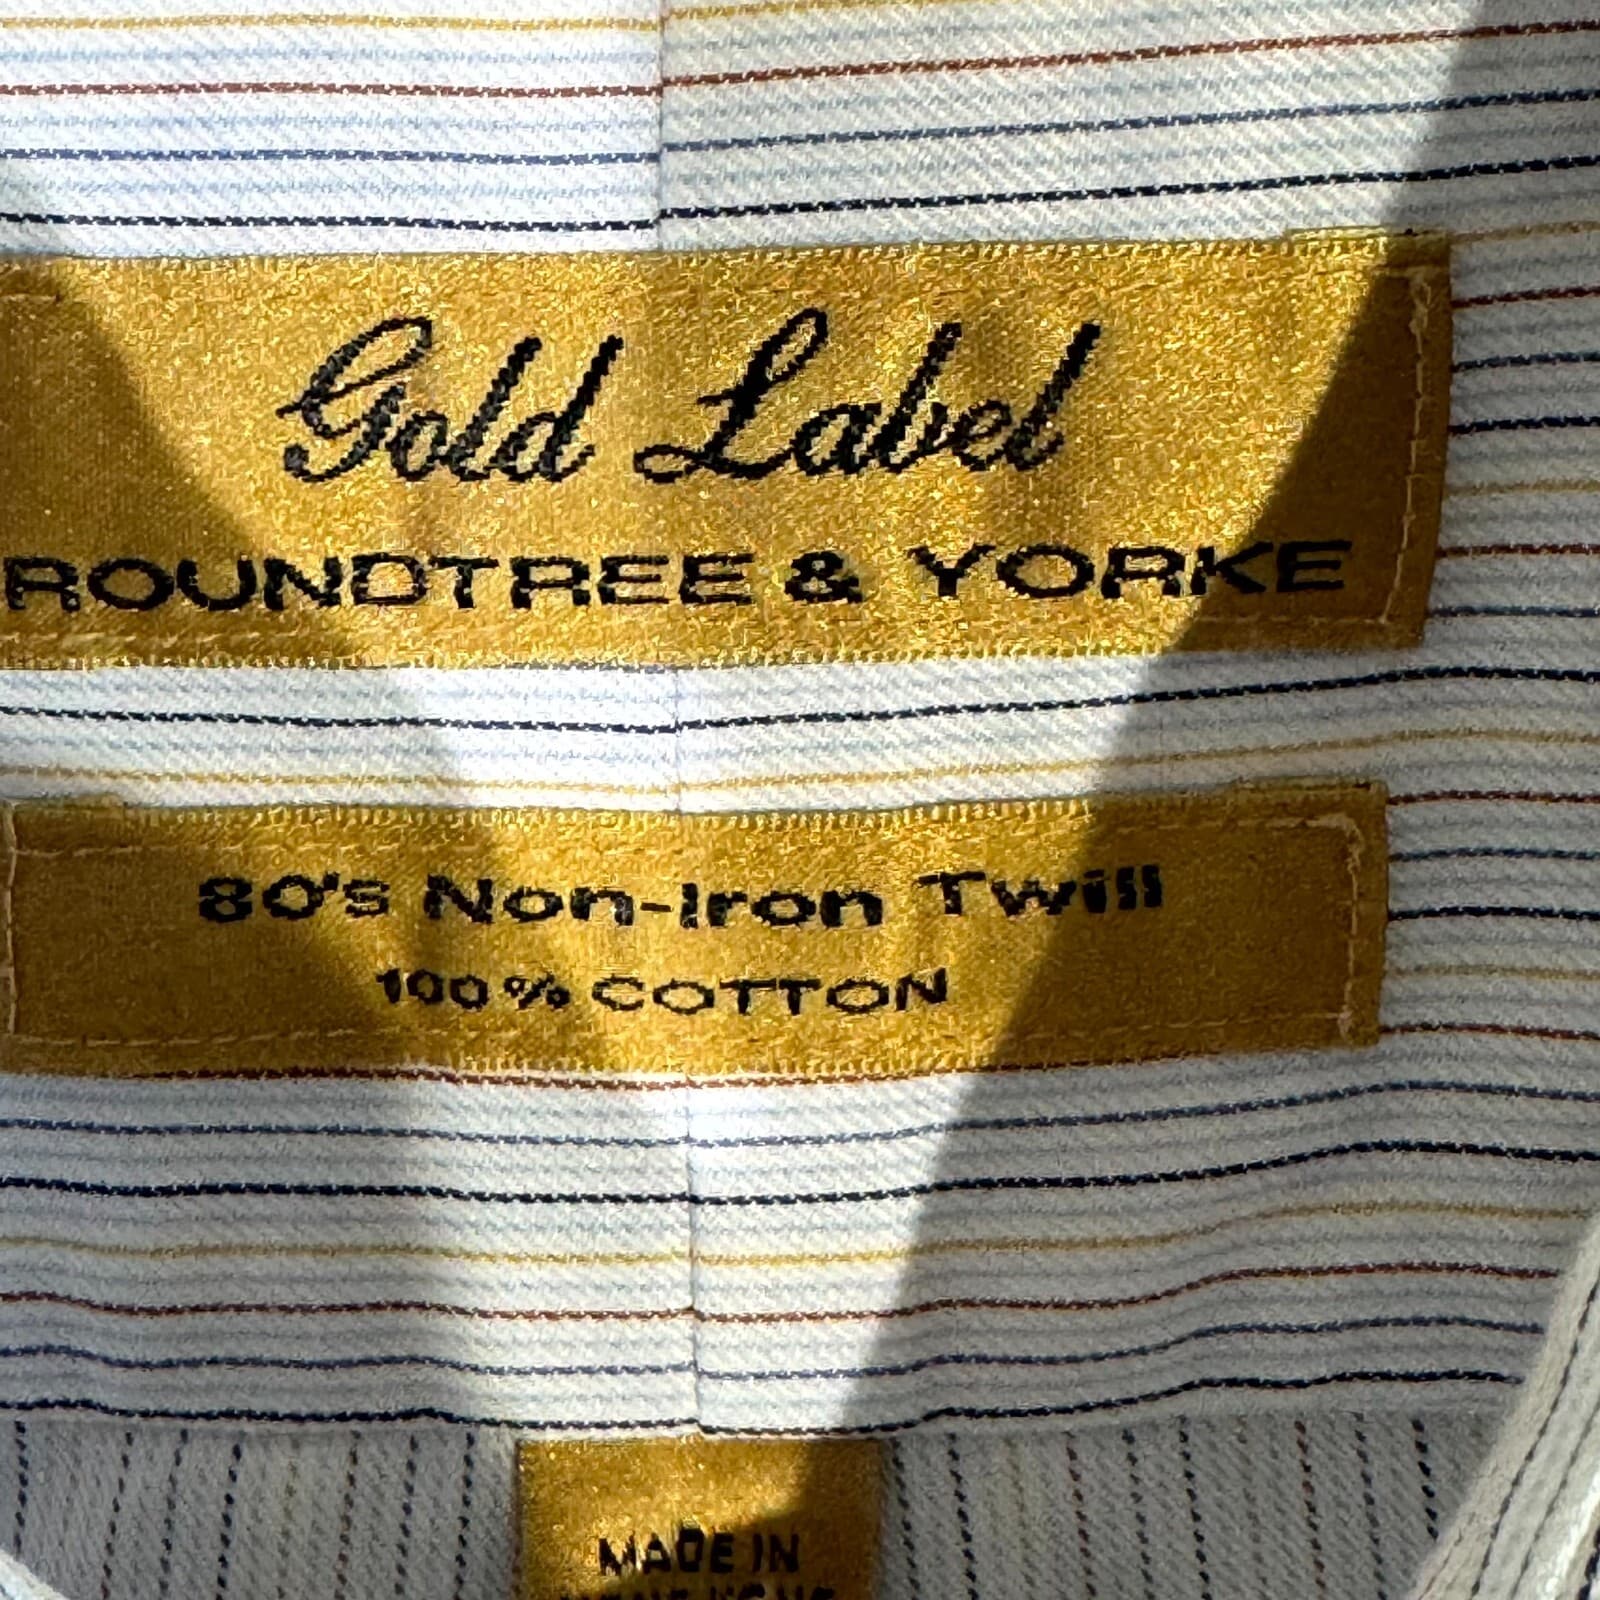 Gold Label
ROUNDTREE & YORKE
80's Non-Iron Twill
100% COTTON
MADE IN